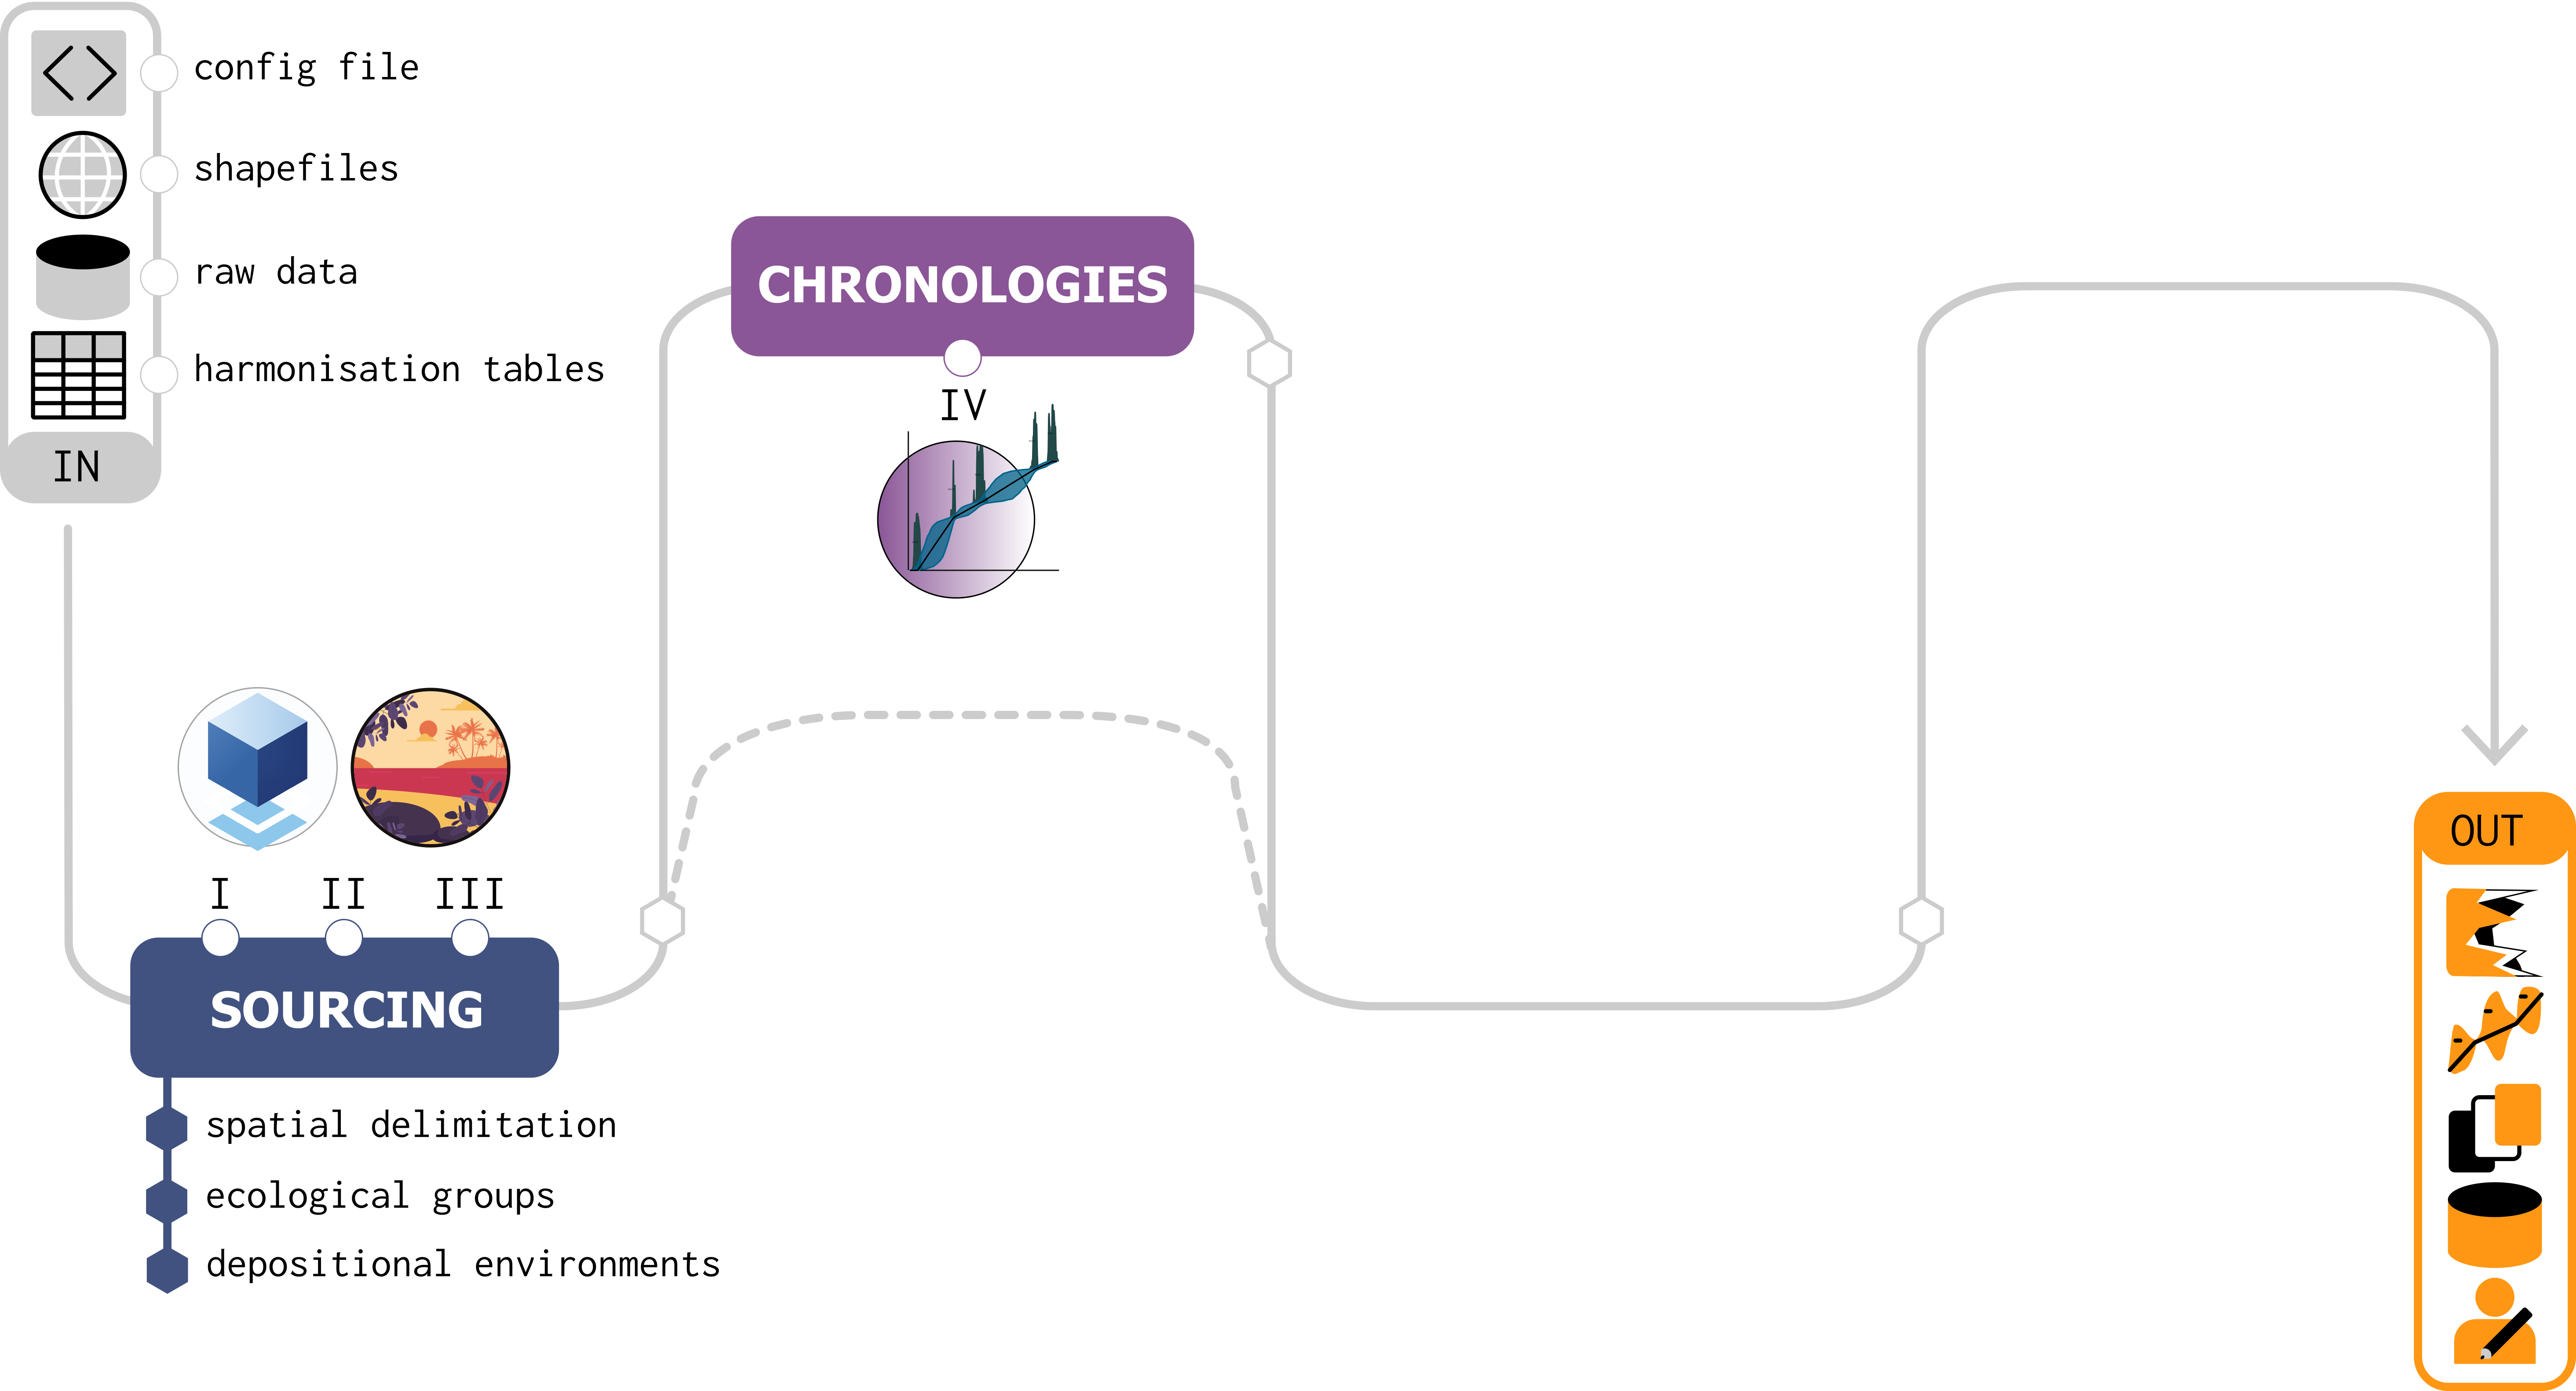 config file
shapefiles
raw data
harmonisation tables
IN
CHRONOLOGIES
IV
I II III
SOURCING
spatial delimitation
ecological groups
depositional environments
OUT